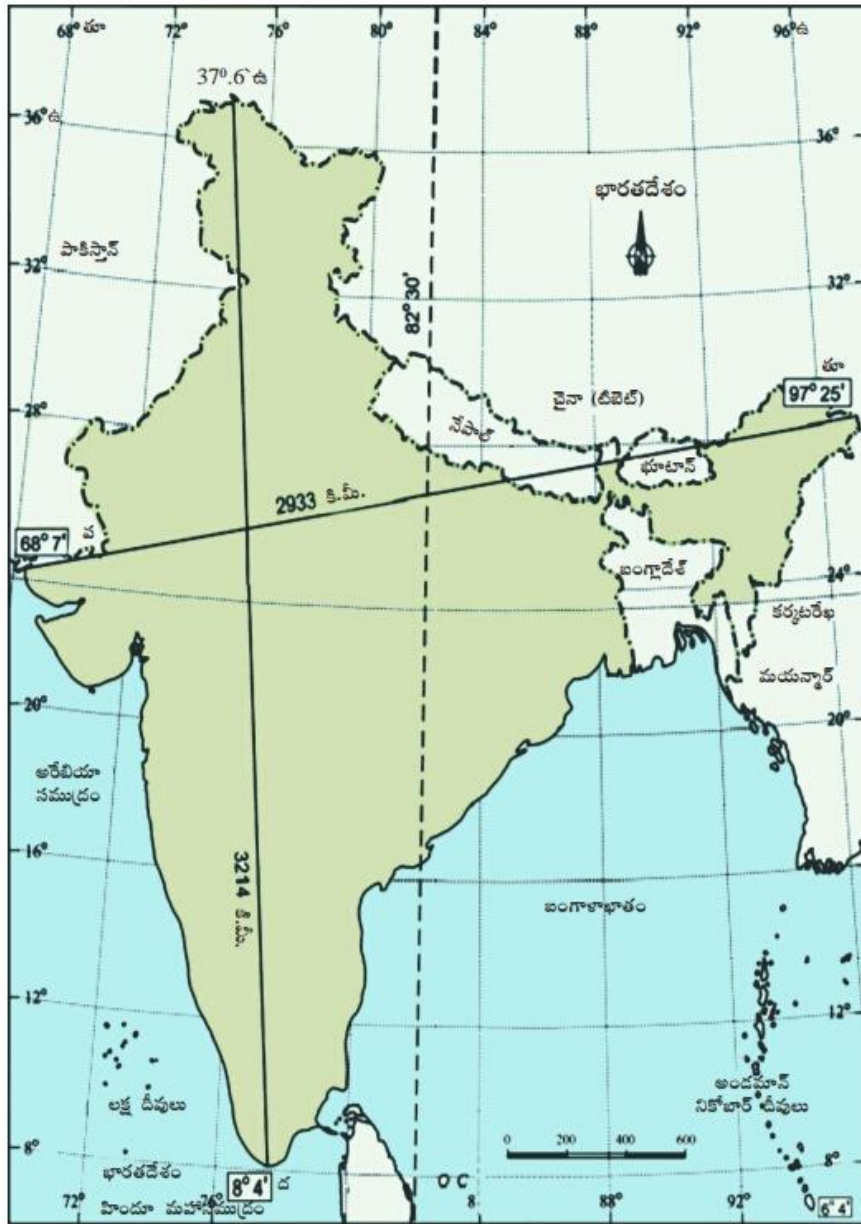 68° తూ
72°
76°
80°
84°
88°
92°
96°ఉ
37°.6`ఉ
36°ఉ
36°
భారతదేశం
పాకిస్తాన్
32°
32°
82° 30'
తూ
97° 25'
చైనా (టిబెట్)
28°
నేపాల్
భూటాన్
2933 కి.మీ.
ప
68° 7'
బంగ్లాదేశ్
24°
కర్కటరేఖ
మయన్మార్
20°
20°
అరేబియా
సముద్రం
16°
3214 కి.మీ.
బంగాళాఖాతం
12°
12°
అండమాన్
నికోబార్ దీవులు
లక్ష దీవులు
0 200 400 600
8°
8°
భారతదేశం
8° 4' ద
హిందూ మహాసముద్రం
72°
76°
8
O C
88°
92°
6° 4'